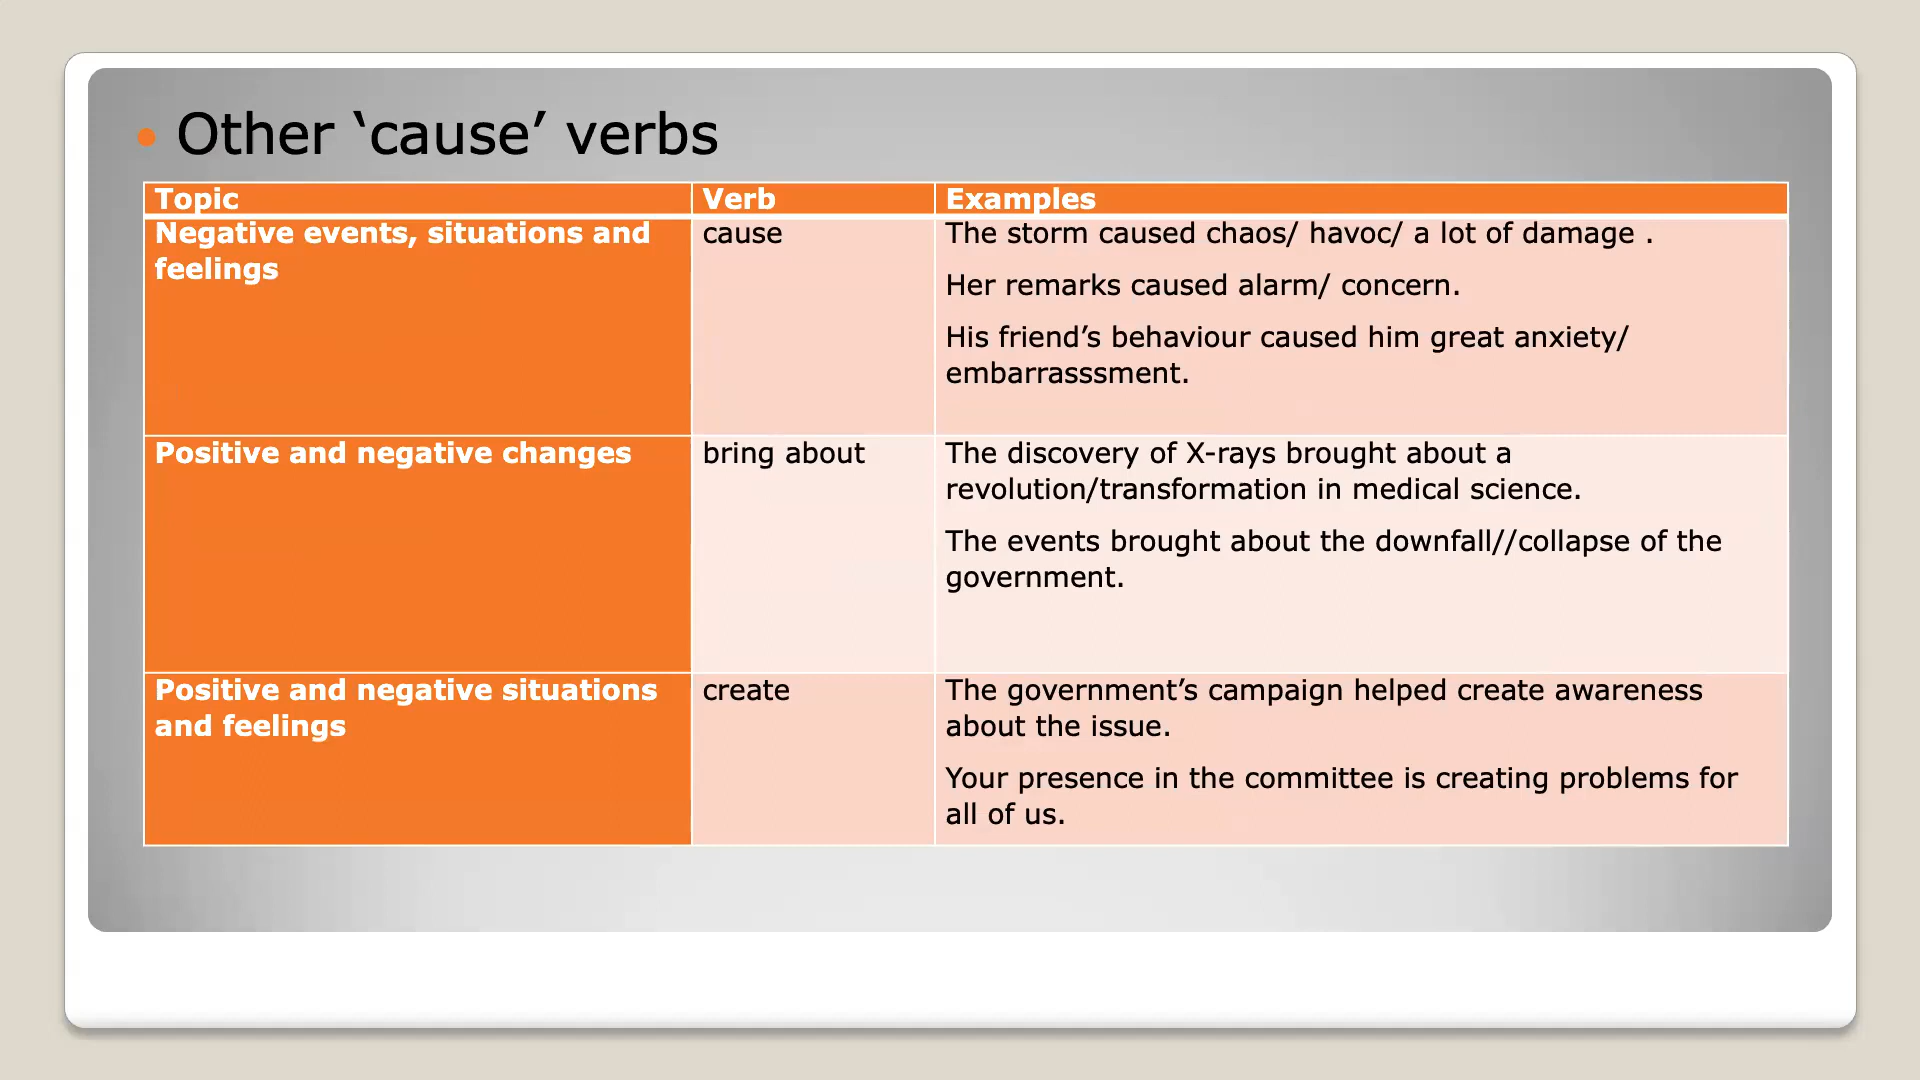 • Other ‘cause’ verbs
Topic Verb Examples
Negative events, situations and
feelings
cause
The storm caused chaos/ havoc/ a lot of damage .
Her remarks caused alarm/ concern.
His friend’s behaviour caused him great anxiety/
embarrasssment.
Positive and negative changes
bring about
The discovery of X-rays brought about a
revolution/transformation in medical science.
The events brought about the downfall//collapse of the
government.
Positive and negative situations
and feelings
create
The government’s campaign helped create awareness
about the issue.
Your presence in the committee is creating problems for
all of us.